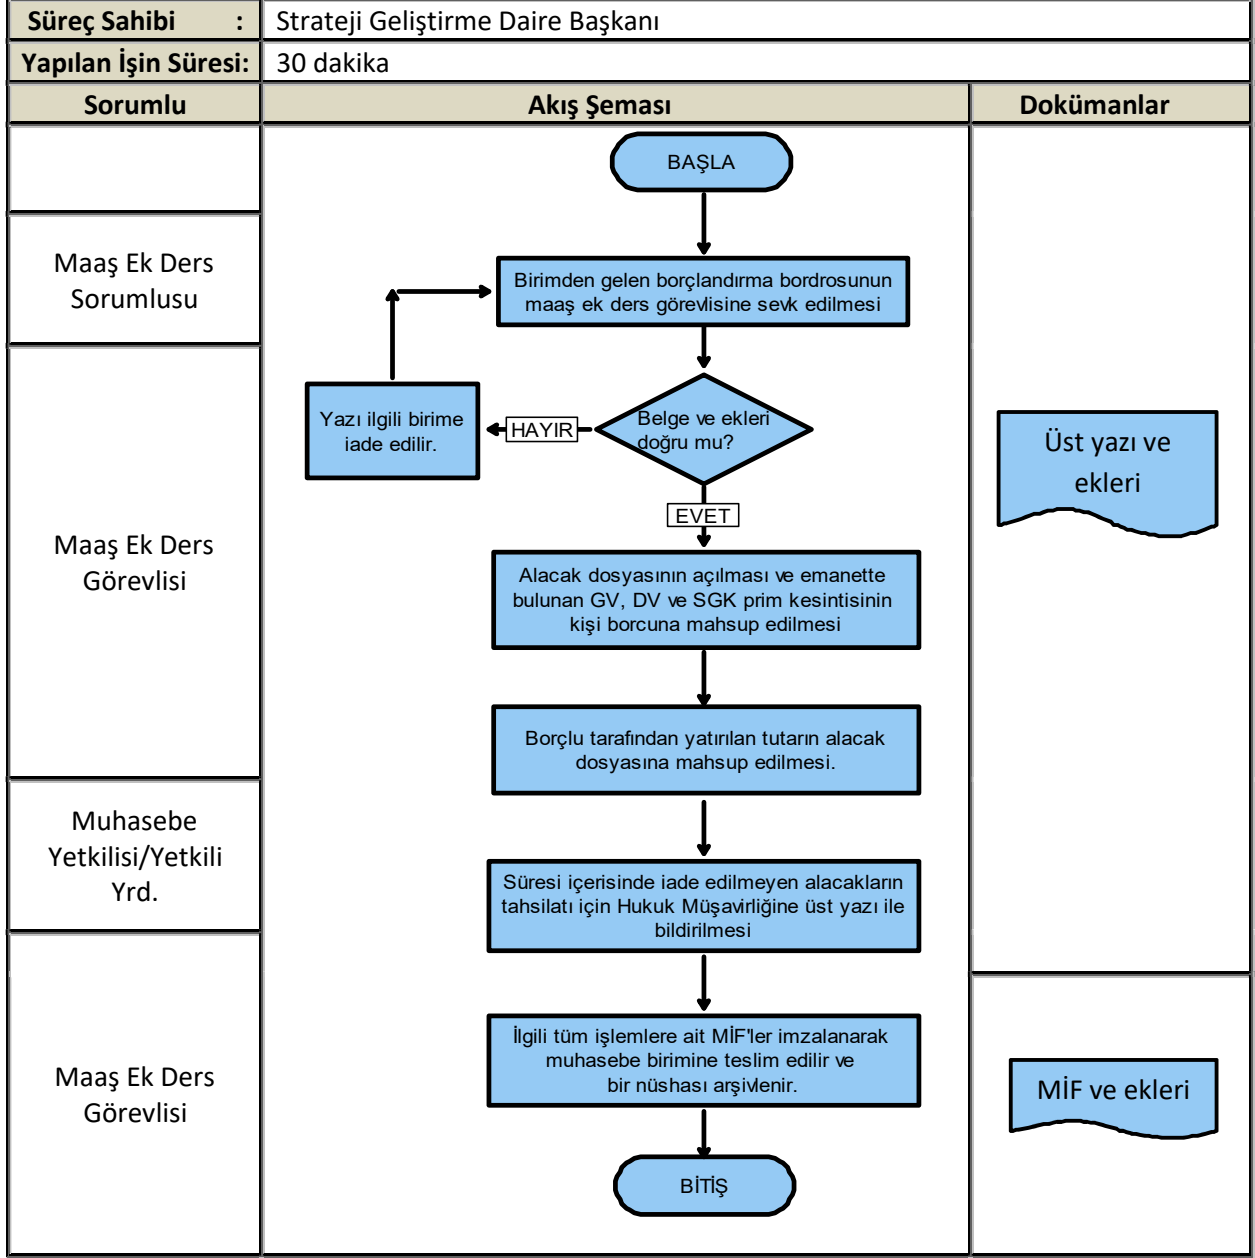 Süreç Sahibi :
Strateji Geliştirme Daire Başkanı
Yapılan İşin Süresi:
30 dakika
Sorumlu
Akış Şeması
Dokümanlar
BAŞLA
Maaş Ek Ders
Sorumlusu
Birimden gelen borçlandırma bordrosunun
maaş ek ders görevlisine sevk edilmesi
Maaş Ek Ders
Görevlisi
Yazı ilgili birime
iade edilir.
HAYIR
Belge ve ekleri
doğru mu?
EVET
Üst yazı ve
ekleri
Alacak dosyasının açılması ve emanette
bulunan GV, DV ve SGK prim kesintisinin
kişi borcuna mahsup edilmesi
Borçlu tarafından yatırılan tutarın alacak
dosyasına mahsup edilmesi.
Muhasebe
Yetkilisi/Yetkili
Yrd.
Süresi içerisinde iade edilmeyen alacakların
tahsilatı için Hukuk Müşavirliğine üst yazı ile
bildirilmesi
Maaş Ek Ders
Görevlisi
İlgili tüm işlemlere ait MİF'ler imzalanarak
muhasebe birimine teslim edilir ve
bir nüshası arşivlenir.
MİF ve ekleri
BİTİŞ